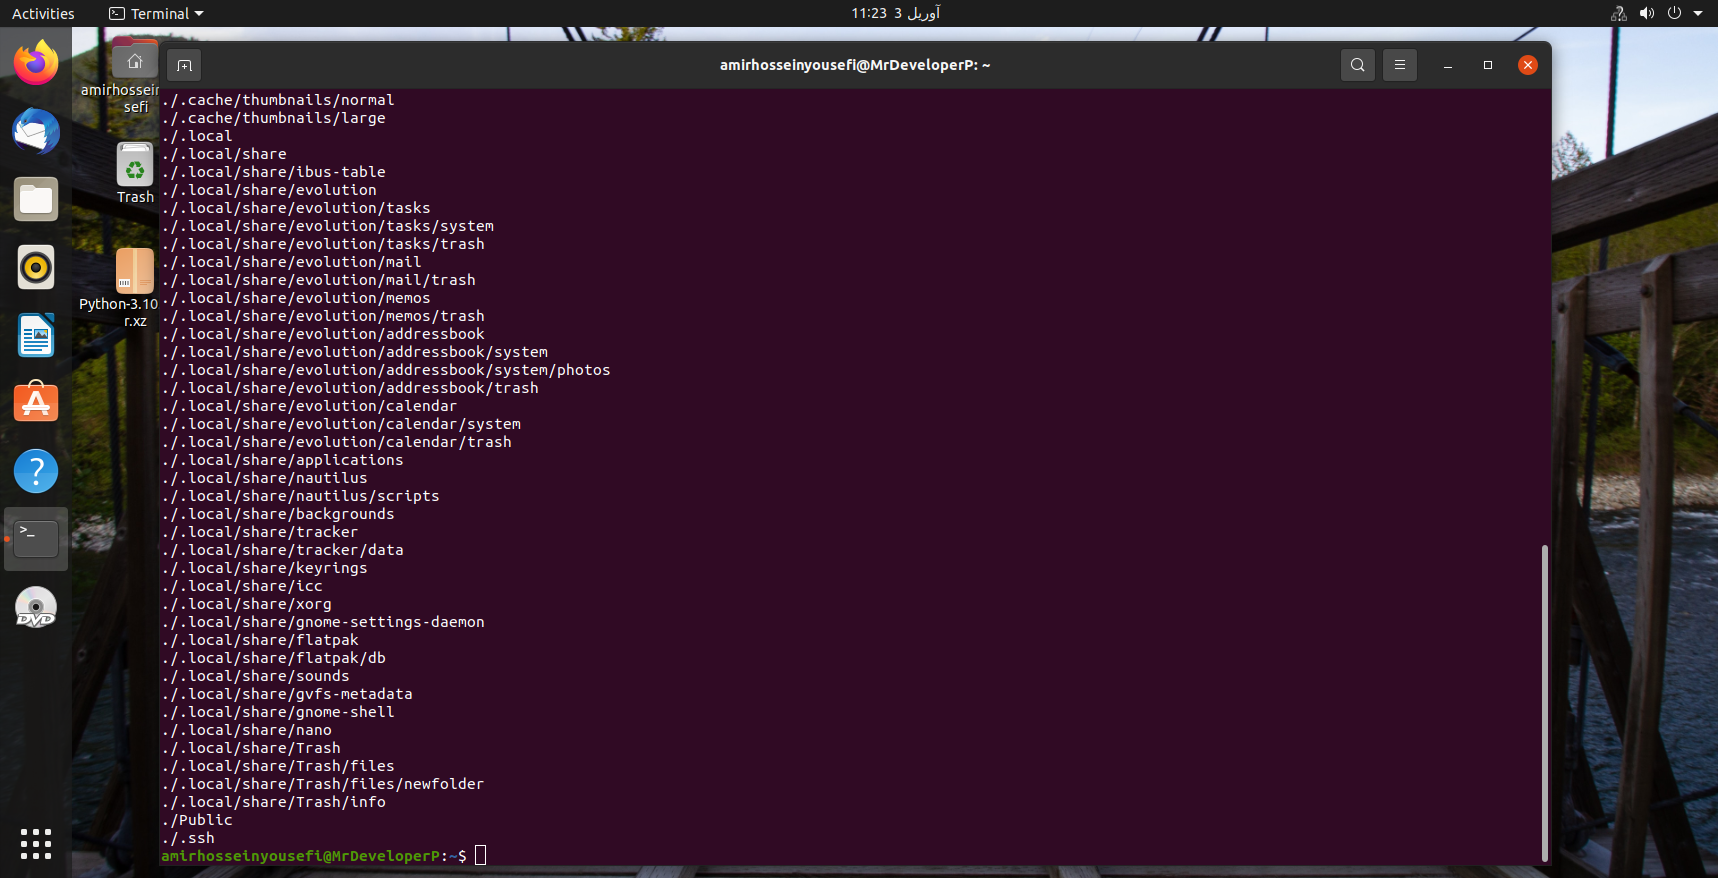 Activities
Terminal
11:23 3 آوریل
amirhosseinyousefi@MrDeveloperP: ~
amirhossein
sefi
Trash
Python-3.10
r.xz
DVD
./.cache/thumbnails/normal
./.cache/thumbnails/large
./.local
./.local/share
./.local/share/ibus-table
./.local/share/evolution
./.local/share/evolution/tasks
./.local/share/evolution/tasks/system
./.local/share/evolution/tasks/trash
./.local/share/evolution/mail
./.local/share/evolution/mail/trash
./.local/share/evolution/memos
./.local/share/evolution/memos/trash
./.local/share/evolution/addressbook
./.local/share/evolution/addressbook/system
./.local/share/evolution/addressbook/system/photos
./.local/share/evolution/addressbook/trash
./.local/share/evolution/calendar
./.local/share/evolution/calendar/system
./.local/share/evolution/calendar/trash
./.local/share/applications
./.local/share/nautilus
./.local/share/nautilus/scripts
./.local/share/backgrounds
./.local/share/tracker
./.local/share/tracker/data
./.local/share/keyrings
./.local/share/icc
./.local/share/xorg
./.local/share/gnome-settings-daemon
./.local/share/flatpak
./.local/share/flatpak/db
./.local/share/sounds
./.local/share/gvfs-metadata
./.local/share/gnome-shell
./.local/share/nano
./.local/share/Trash
./.local/share/Trash/files
./.local/share/Trash/files/newfolder
./.local/share/Trash/info
./Public
./.ssh
amirhosseinyousefi@MrDeveloperP:~$